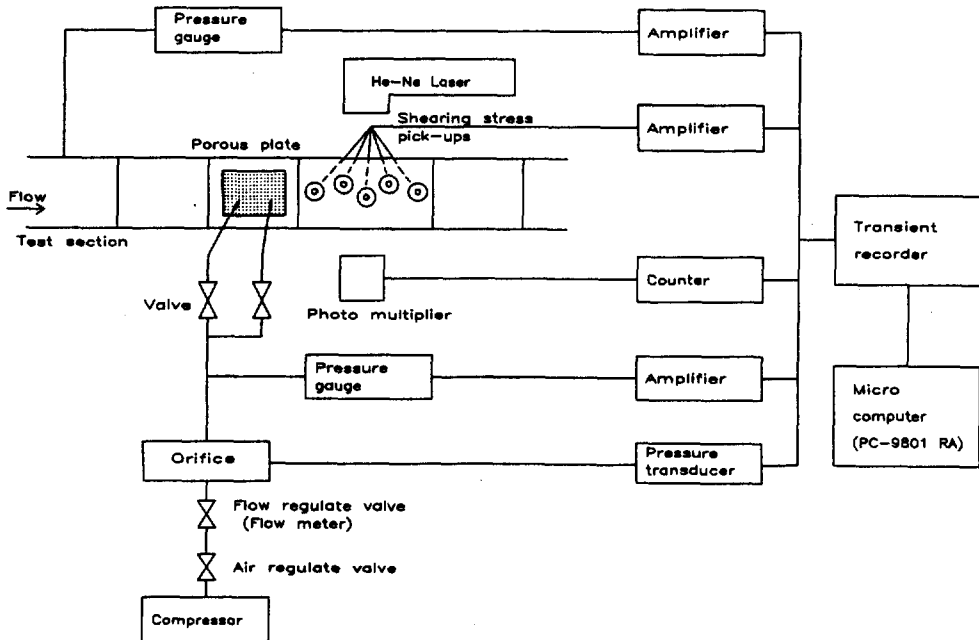 Pressure
gauge
Amplifier
He-Ne Laser
Shearing stress
pick-ups
Amplifier
Porous plate
Flow
Test section
Transient
recorder
Valve
Photo multiplier
Counter
Pressure
gauge
Amplifier
Micro
computer
(PC-9801 RA)
Orifice
Pressure
transducer
Flow regulate valve
(Flow meter)
Air regulate valve
Compressor